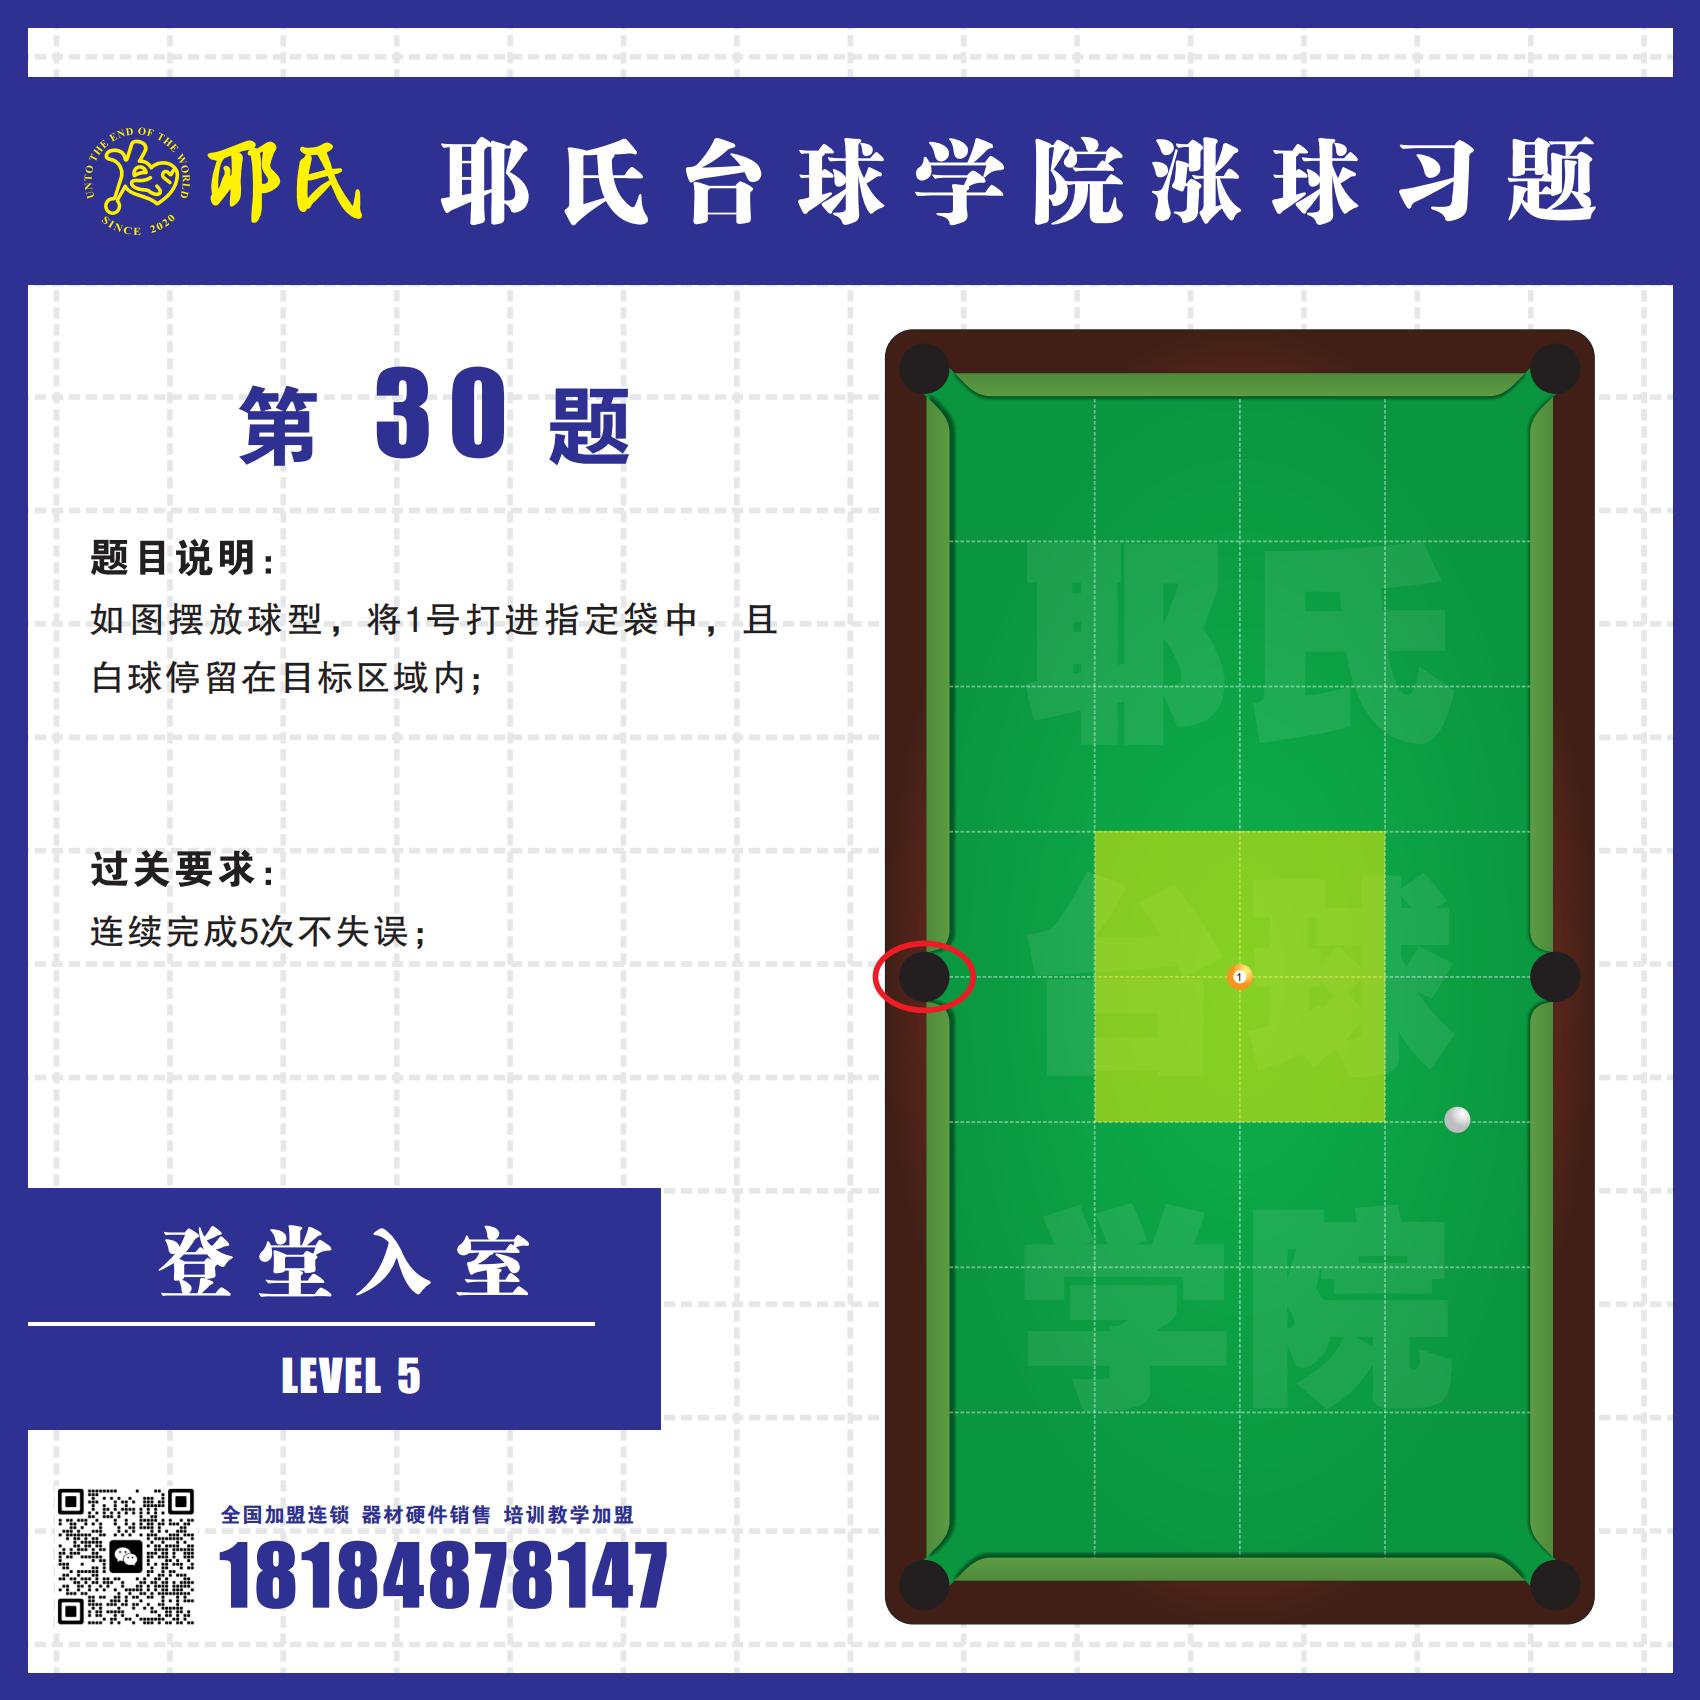 UNTO THE END OF THE WORLD
SINCE 2020
耶氏
耶氏台球学院涨球习题
第 30 题
题目说明：
如图摆放球型，将1号打进指定袋中，且
白球停留在目标区域内；
过关要求：
连续完成5次不失误；
耶氏
台球
1
学院
登堂入室
LEVEL 5
全国加盟连锁 器材硬件销售 培训教学加盟
18184878147